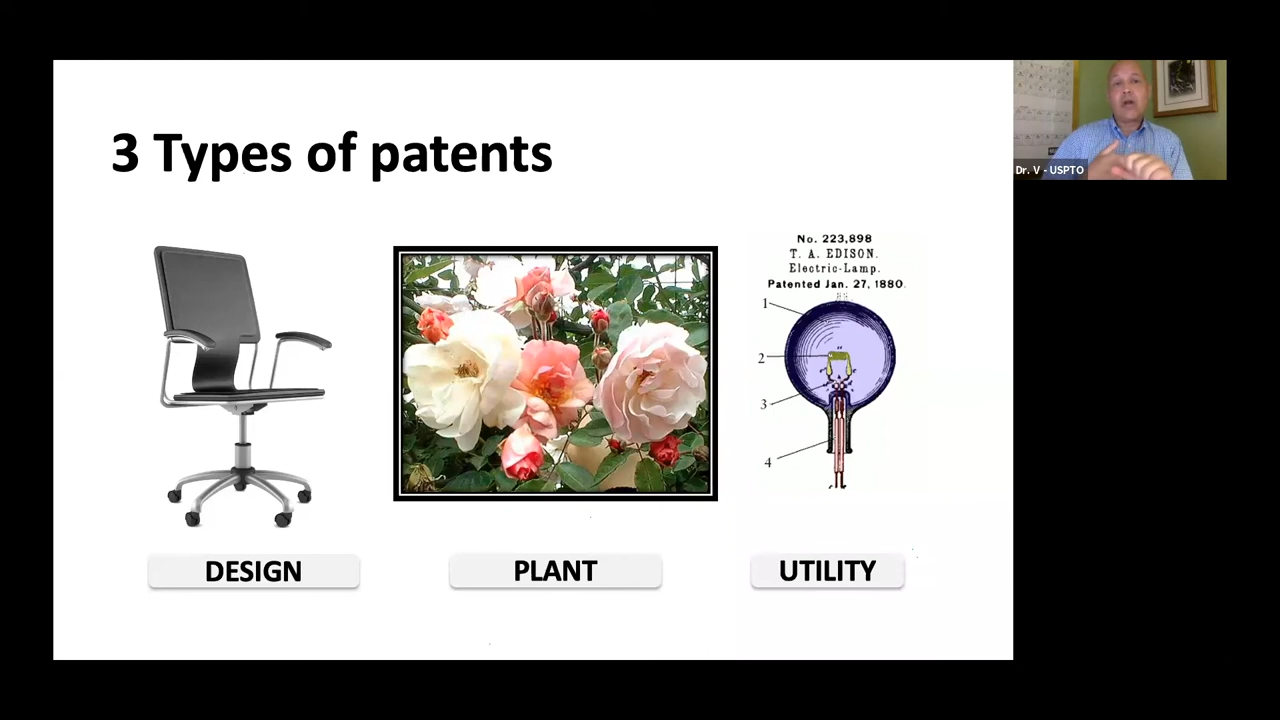 3 Types of patents
No. 223,898
T. A. EDISON.
Electric-Lamp.
Patented Jan. 27, 1880.
1
2
3
4
DESIGN
PLANT
UTILITY
Dr. V - USPTO